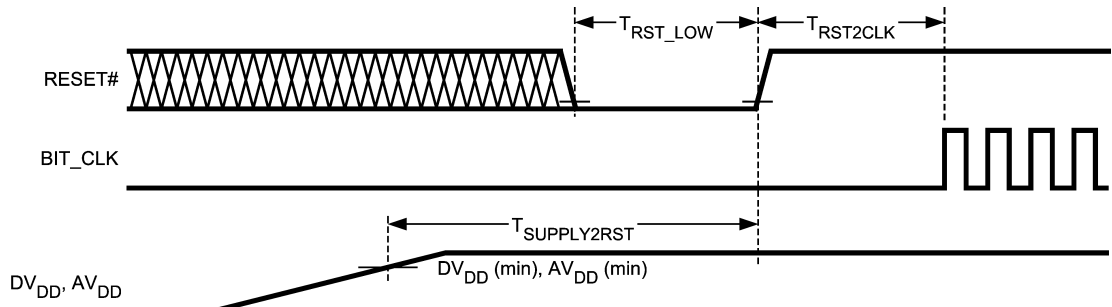 T_RST_LOW
T_RST2CLK
RESET#
BIT_CLK
T_SUPPLY2RST
DV_DD (min), AV_DD (min)
DV_DD, AV_DD